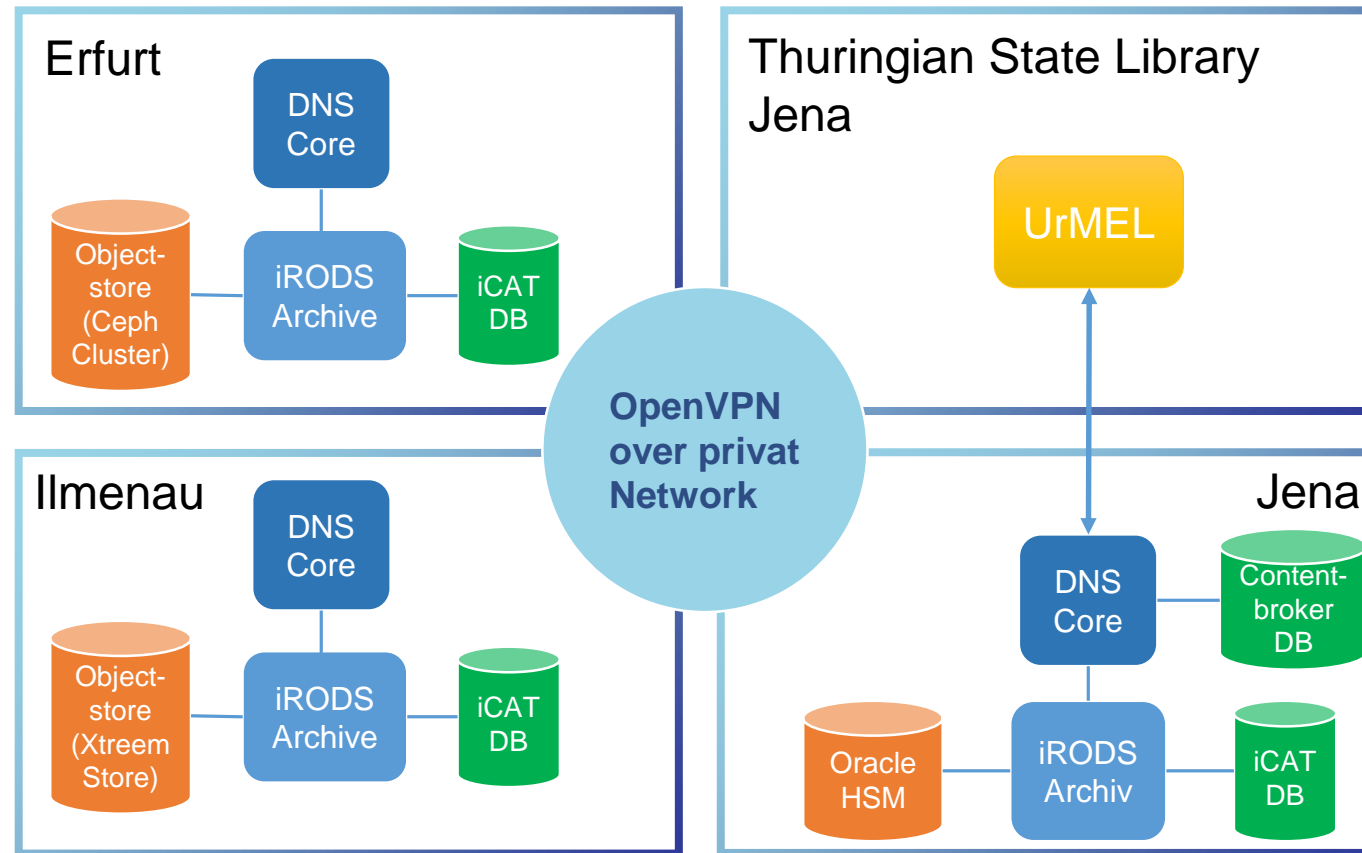 Erfurt
DNS
Core
Object-
store
(Ceph
Cluster)
iRODS
Archive
iCAT
DB
Thuringian State Library
Jena
UrMEL
OpenVPN
over privat
Network
Ilmenau
DNS
Core
Object-
store
(Xtreem
Store)
iRODS
Archive
iCAT
DB
Jena
DNS
Core
Content-
broker
DB
Oracle
HSM
iRODS
Archiv
iCAT
DB